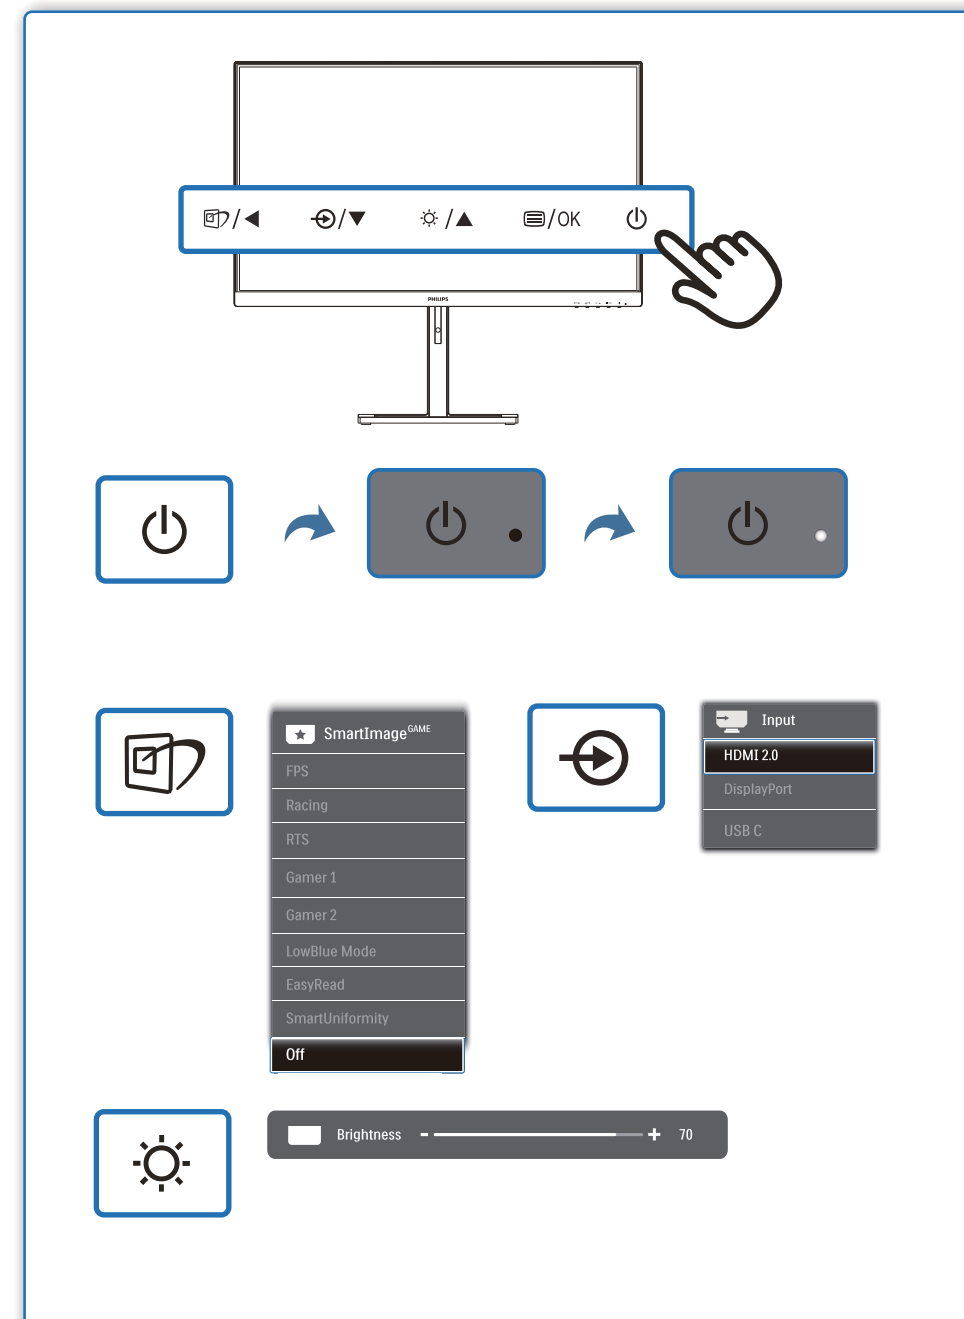 /◀ /▼ /▲ /OK
PHILIPS
SmartImage GAME
FPS
Racing
RTS
Gamer 1
Gamer 2
LowBlue Mode
EasyRead
SmartUniformity
Off
Input
HDMI 2.0
DisplayPort
USB C
Brightness - + 70